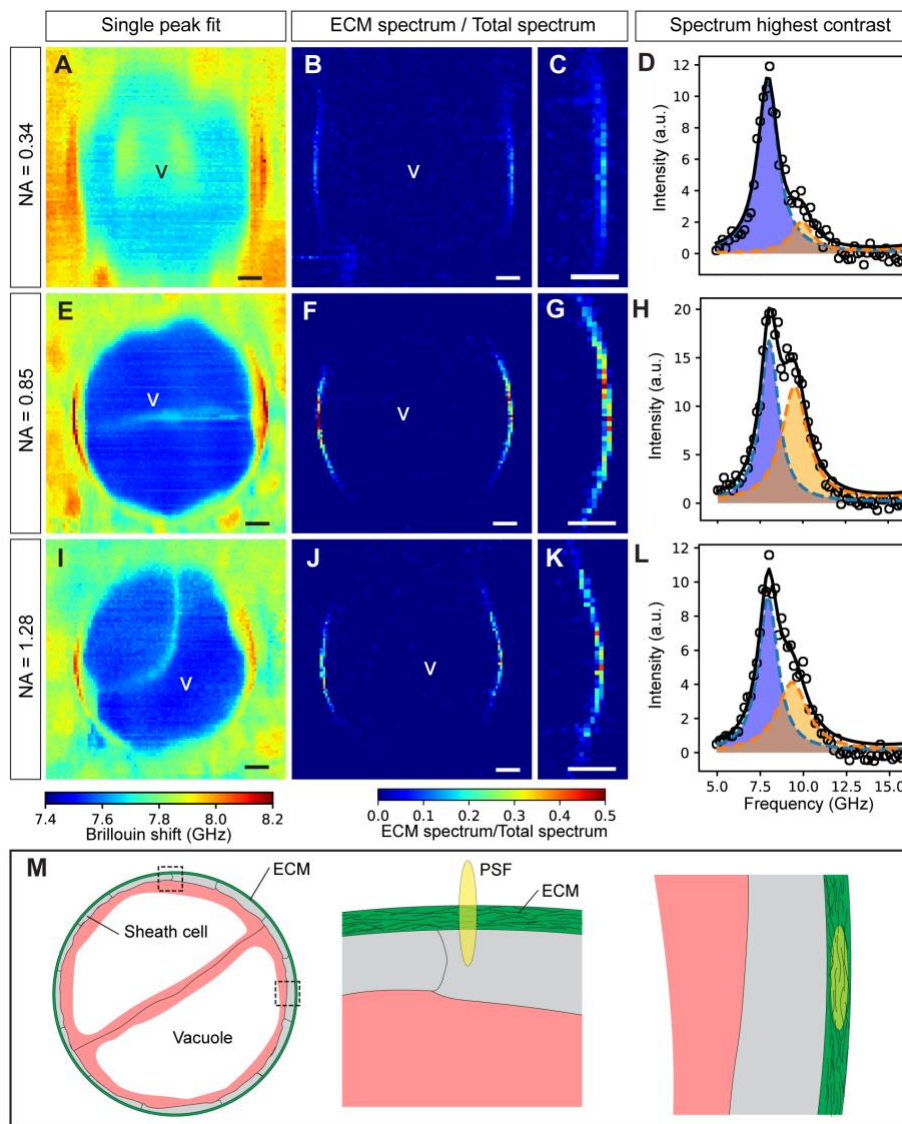 Single peak fit
ECM spectrum / Total spectrum
Spectrum highest contrast
NA = 0.34
A
V
B
V
C
D
12
10
8
6
4
2
0
Intensity (a.u.)
NA = 0.85
E
V
F
V
G
H
20
15
10
5
0
Intensity (a.u.)
NA = 1.28
I
V
J
V
K
L
12
10
8
6
4
2
0
Intensity (a.u.)
5.0 7.5 10.0 12.5 15.0
Frequency (GHz)
7.4 7.6 7.8 8.0 8.2
Brillouin shift (GHz)
0.0 0.1 0.2 0.3 0.4 0.5
ECM spectrum/Total spectrum
M
ECM
Sheath cell
Vacuole
PSF
ECM